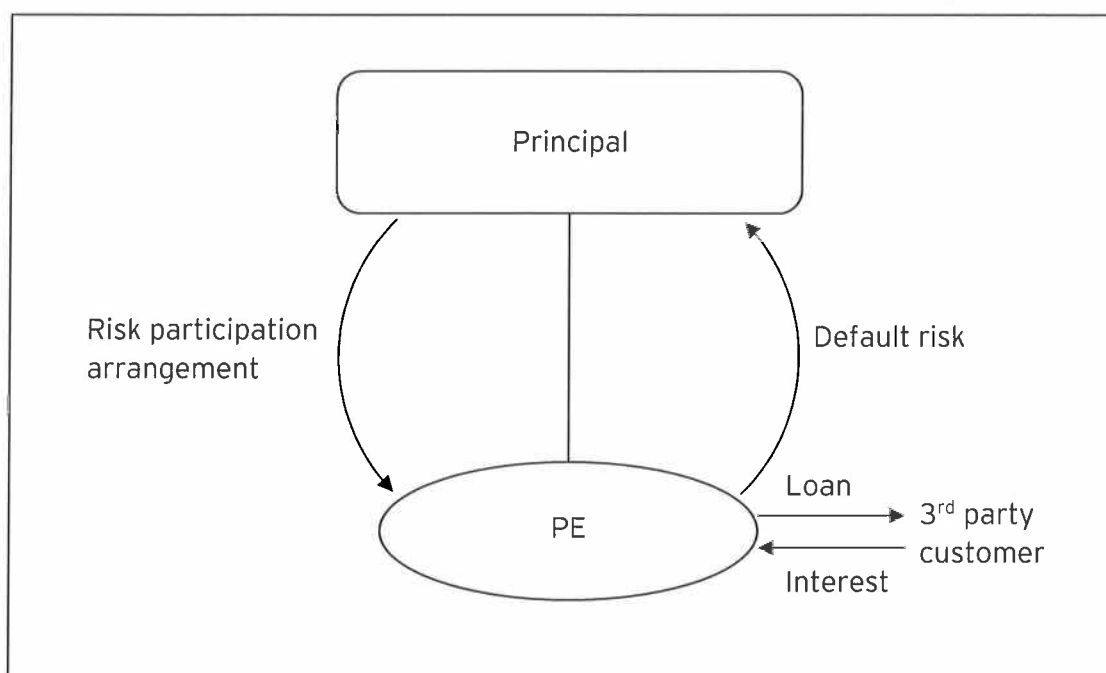 Principal
Risk participation
arrangement
Default risk
Loan
PE
3rd party
customer
Interest